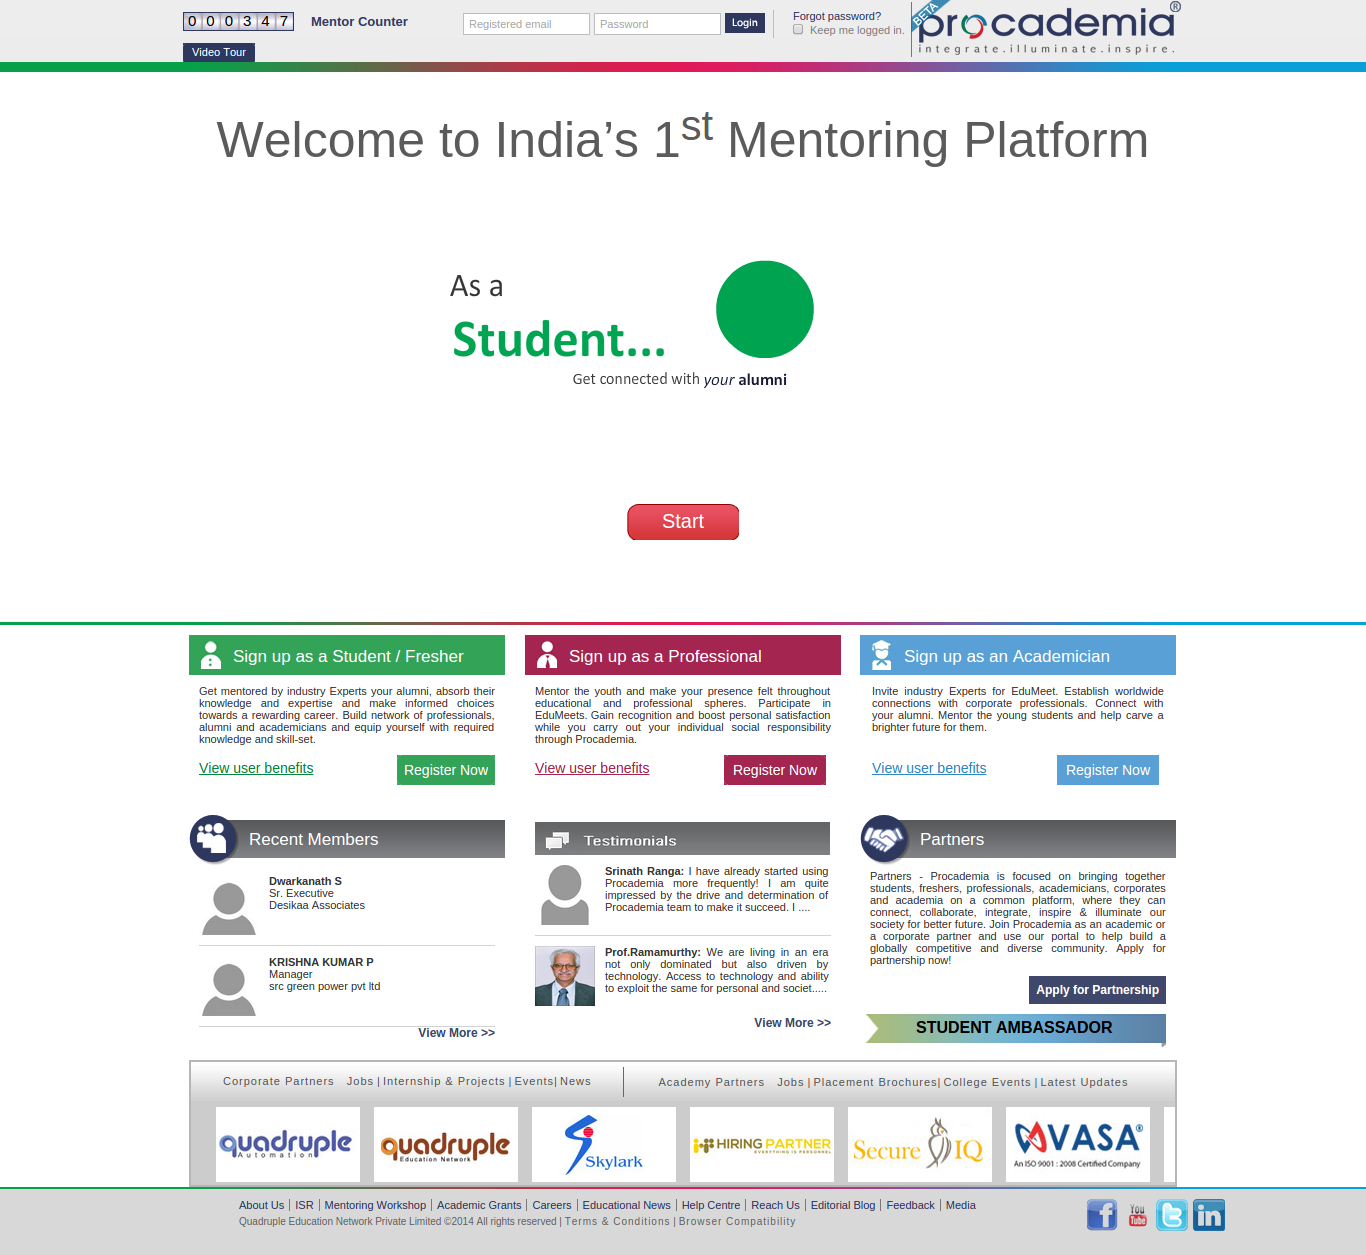 000347 Mentor Counter
Registered email Password Login
Forgot password?
Keep me logged in.
Video Tour
BETA
procademia®
integrate.illuminate.inspire.
Welcome to India’s 1st Mentoring Platform
As a
Student...
Get connected with your alumni
Start
Sign up as a Student / Fresher
Get mentored by industry Experts your alumni, absorb their
knowledge and expertise and make informed choices
towards a rewarding career. Build network of professionals,
alumni and academicians and equip yourself with required
knowledge and skill-set.
View user benefits Register Now
Sign up as a Professional
Mentor the youth and make your presence felt throughout
educational and professional spheres. Participate in
EduMeets. Gain recognition and boost personal satisfaction
while you carry out your individual social responsibility
through Procademia.
View user benefits Register Now
Sign up as an Academician
Invite industry Experts for EduMeet. Establish worldwide
connections with corporate professionals. Connect with
your alumni. Mentor the young students and help carve a
brighter future for them.
View user benefits Register Now
Recent Members
Dwarkanath S
Sr. Executive
Desikaa Associates
KRISHNA KUMAR P
Manager
src green power pvt ltd
View More >>
Testimonials
Srinath Ranga: I have already started using
Procademia more frequently! I am quite
impressed by the drive and determination of
Procademia team to make it succeed. I ....
Prof.Ramamurthy: We are living in an era
not only dominated but also driven by
technology. Access to technology and ability
to exploit the same for personal and societ.....
View More >>
Partners
Partners - Procademia is focused on bringing together
students, freshers, professionals, academicians, corporates
and academia on a common platform, where they can
connect, collaborate, integrate, inspire & illuminate our
society for better future. Join Procademia as an academic or
a corporate partner and use our portal to help build a
globally competitive and diverse community. Apply for
partnership now!
Apply for Partnership
STUDENT AMBASSADOR
Corporate Partners Jobs | Internship & Projects | Events| News
Academy Partners Jobs | Placement Brochures| College Events | Latest Updates
quadruple
Automation
quadruple
Education Network
Skylark
HIRING PARTNER
EVERYTHING IS PERSONNEL
Secure IQ
VASA®
An ISO 9001 : 2008 Certified Company
About Us | ISR | Mentoring Workshop | Academic Grants | Careers | Educational News | Help Centre | Reach Us | Editorial Blog | Feedback | Media
Quadruple Education Network Private Limited ©2014 All rights reserved | Terms & Conditions | Browser Compatibility
f
You
Tube
t
in